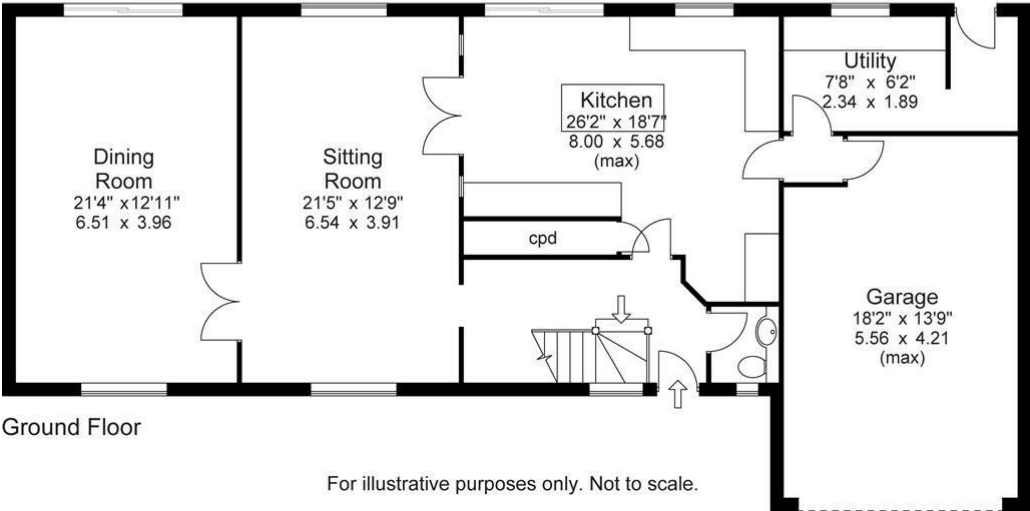 Dining
Room
21'4" x 12'11"
6.51 x 3.96
Sitting
Room
21'5" x 12'9"
6.54 x 3.91
Kitchen
26'2" x 18'7"
8.00 x 5.68
(max)
cpd
Utility
7'8" x 6'2"
2.34 x 1.89
Garage
18'2" x 13'9"
5.56 x 4.21
(max)
Ground Floor
For illustrative purposes only. Not to scale.